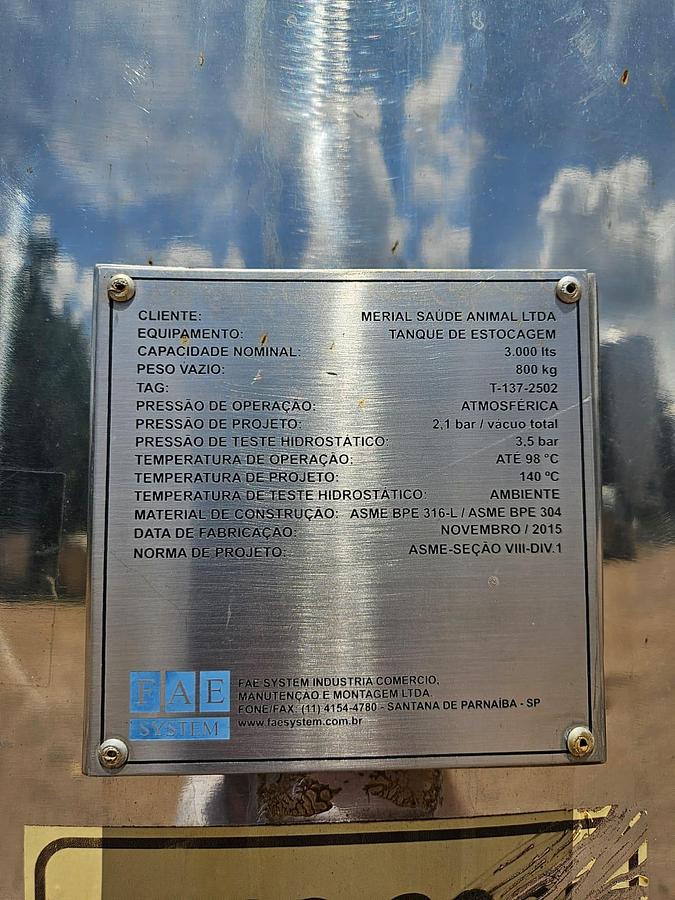 CLIENTE: MERIAL SAÚDE ANIMAL LTDA
EQUIPAMENTO: TANQUE DE ESTOCAGEM
CAPACIDADE NOMINAL: 3.000 lts
PESO VAZIO: 800 kg
TAG: T-137-2502
PRESSÃO DE OPERAÇÃO: ATMOSFÉRICA
PRESSÃO DE PROJETO: 2,1 bar / vácuo total
PRESSÃO DE TESTE HIDROSTÁTICO: 3,5 bar
TEMPERATURA DE OPERAÇÃO: ATÉ 98 °C
TEMPERATURA DE PROJETO: 140 ºC
TEMPERATURA DE TESTE HIDROSTÁTICO: AMBIENTE
MATERIAL DE CONSTRUÇÃO: ASME BPE 316-L / ASME BPE 304
DATA DE FABRICAÇÃO: NOVEMBRO / 2015
NORMA DE PROJETO: ASME-SEÇÃO VIII-DIV.1
FAE
SYSTEM
FAE SYSTEM INDUSTRIA COMERCIO,
MANUTENÇÃO E MONTAGEM LTDA.
FONE/FAX: (11) 4154-4780 - SANTANA DE PARNAÍBA - SP
www.faesystem.com.br